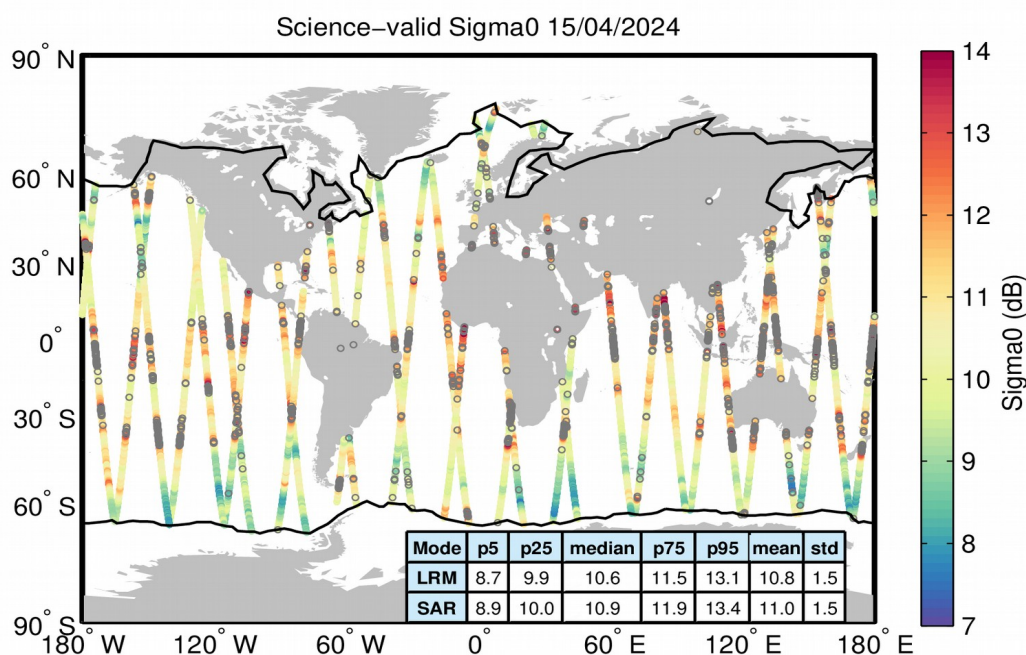 Science−valid Sigma0 15/04/2024
90° N
60° N
30° N
0°
30° S
60° S
90° S
180° W
120° W
60° W
0°
60° E
120° E
180° E
14
13
12
11
10
9
8
7
Sigma0 (dB)
Mode p5 p25 median p75 p95 mean std
LRM 8.7 9.9 10.6 11.5 13.1 10.8 1.5
SAR 8.9 10.0 10.9 11.9 13.4 11.0 1.5